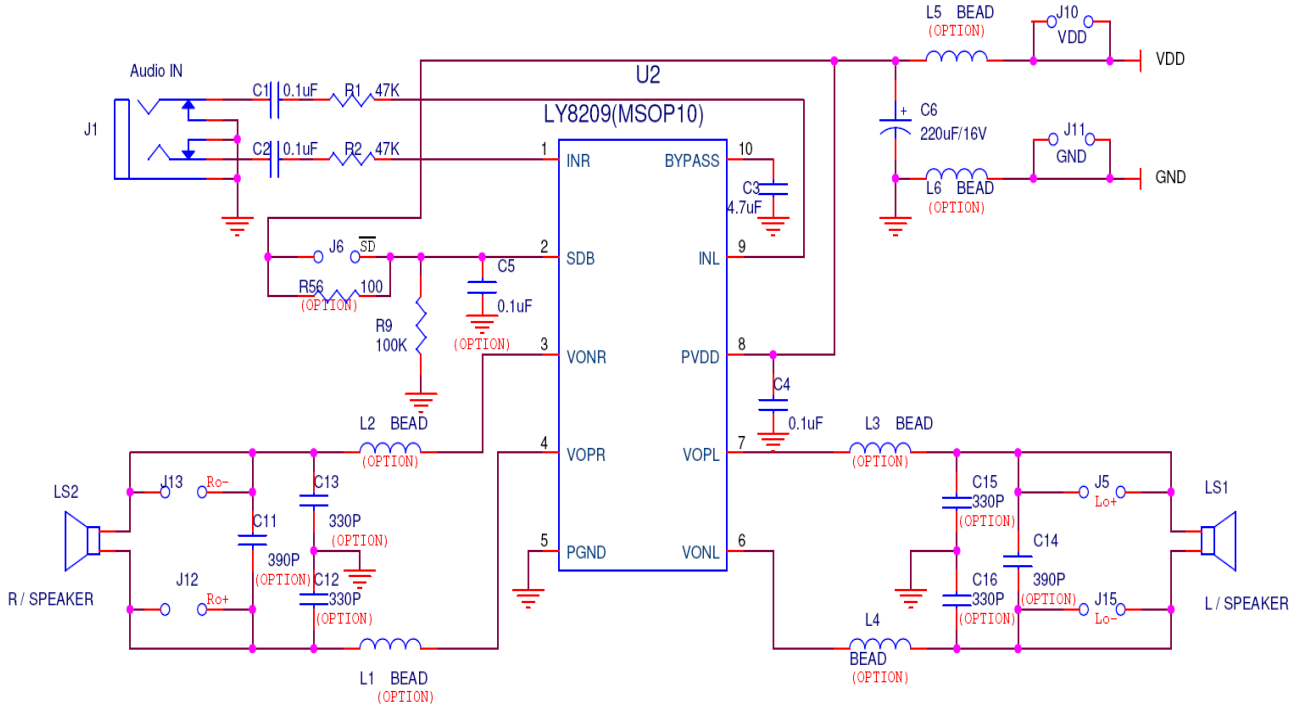 L5 BEAD
(OPTION)
J10
VDD
VDD
Audio IN
U2
C1 0.1uF R1 47K
LY8209(MSOP10)
C6
+
220uF/16V
J1
J11
GND
C2 0.1uF R2 47K
1 INR
BYPASS 10
GND
C3
4.7uF
L6 BEAD
(OPTION)
J6 SD
2 SDB
INL 9
C5
0.1uF
(OPTION)
R56 100
(OPTION)
R9
100K
3 VONR
PVDD 8
C4
0.1uF
L2 BEAD
(OPTION)
L3 BEAD
(OPTION)
4 VOPR
VOPL 7
LS2
J13 Ro-
C13
330P
(OPTION)
C11
390P
(OPTION)
C15
330P
(OPTION)
J5
Lo+
LS1
C14
390P
(OPTION)
5 PGND
VONL 6
J12 Ro+
C12
330P
(OPTION)
C16
330P
(OPTION)
J15
Lo-
R / SPEAKER
L / SPEAKER
L4
BEAD
(OPTION)
L1 BEAD
(OPTION)